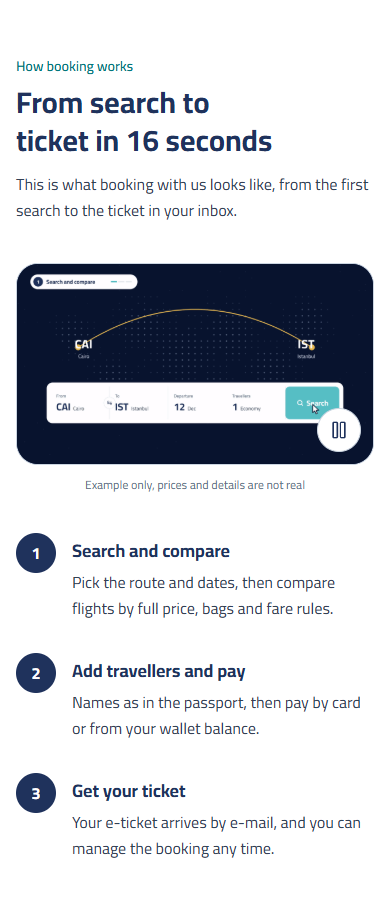 How booking works
From search to
ticket in 16 seconds
This is what booking with us looks like, from the first
search to the ticket in your inbox.
1 Search and compare
CAI
Cairo
IST
Istanbul
From To Departure Travellers
CAI Cairo IST Istanbul 12 Dec 1 Economy Search
Example only, prices and details are not real
1 Search and compare
Pick the route and dates, then compare
flights by full price, bags and fare rules.
2 Add travellers and pay
Names as in the passport, then pay by card
or from your wallet balance.
3 Get your ticket
Your e-ticket arrives by e-mail, and you can
manage the booking any time.